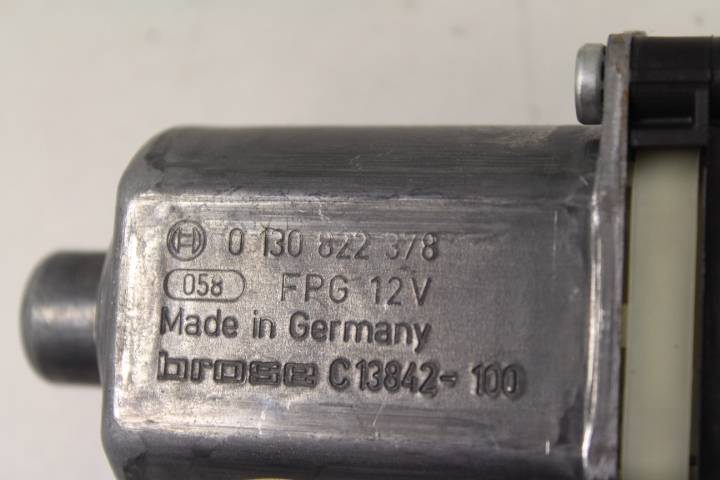 0 130 822 378
058 FPG 12V
Made in Germany
brose C13842-100